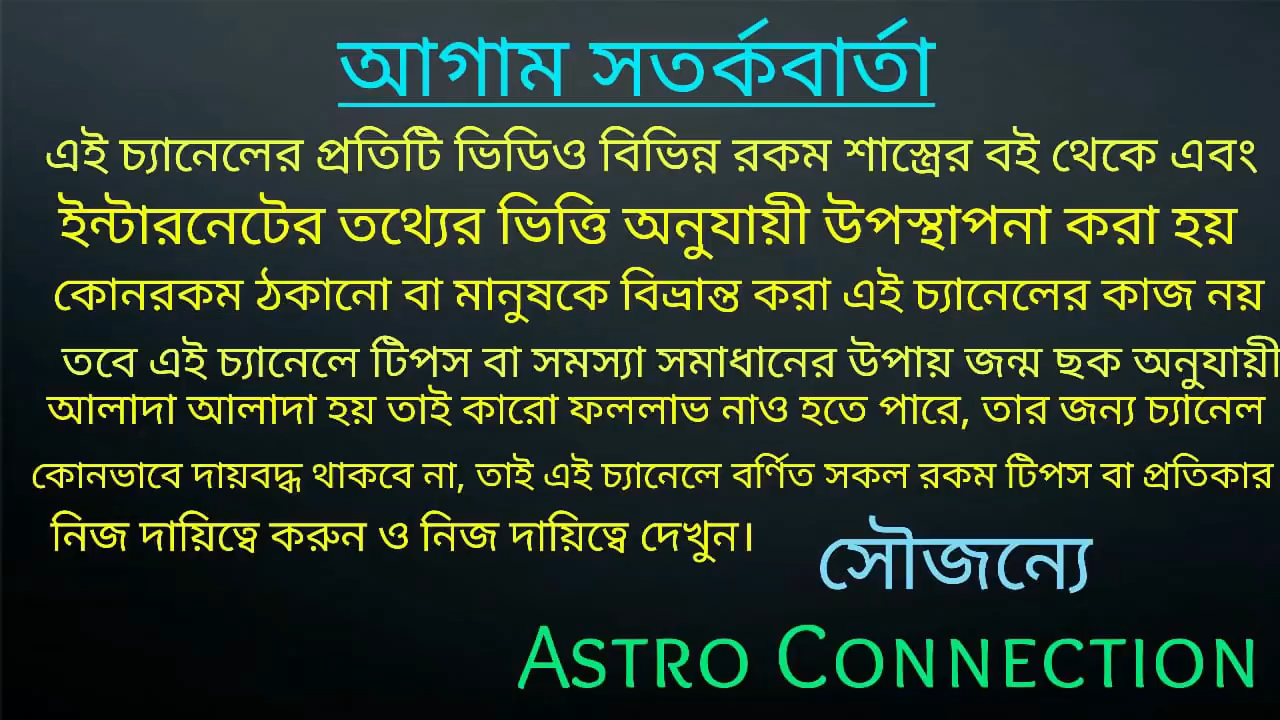 আগাম সতর্কবার্তা
এই চ্যানেলের প্রতিটি ভিডিও বিভিন্ন রকম শাস্ত্রের বই থেকে এবং
ইন্টারনেটের তথ্যের ভিত্তি অনুযায়ী উপস্থাপনা করা হয়
কোনরকম ঠকানো বা মানুষকে বিভ্রান্ত করা এই চ্যানেলের কাজ নয়
তবে এই চ্যানেলে টিপস বা সমস্যা সমাধানের উপায় জন্ম ছক অনুযায়ী
আলাদা আলাদা হয় তাই কারো ফললাভ নাও হতে পারে, তার জন্য চ্যানেল
কোনভাবে দায়বদ্ধ থাকবে না, তাই এই চ্যানেলে বর্ণিত সকল রকম টিপস বা প্রতিকার
নিজ দায়িত্বে করুন ও নিজ দায়িত্বে দেখুন।
সৌজন্যে
ASTRO CONNECTION